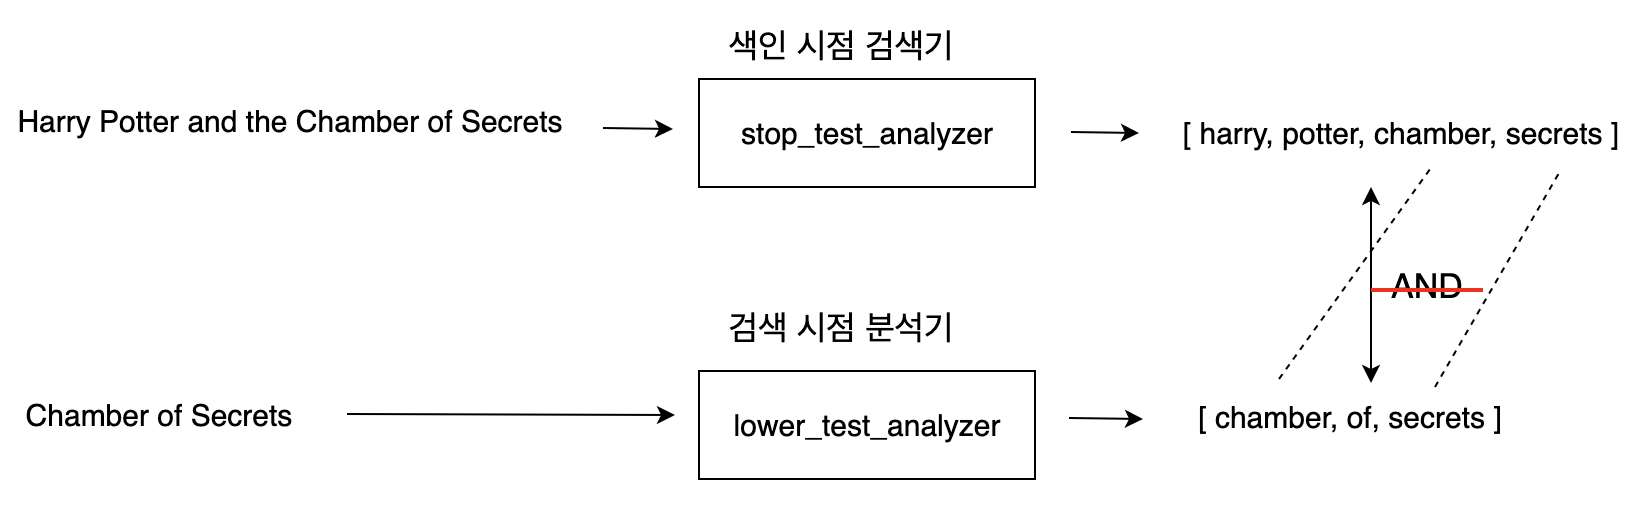 색인 시점 검색기
Harry Potter and the Chamber of Secrets
stop_test_analyzer
[ harry, potter, chamber, secrets ]
AND
검색 시점 분석기
Chamber of Secrets
lower_test_analyzer
[ chamber, of, secrets ]